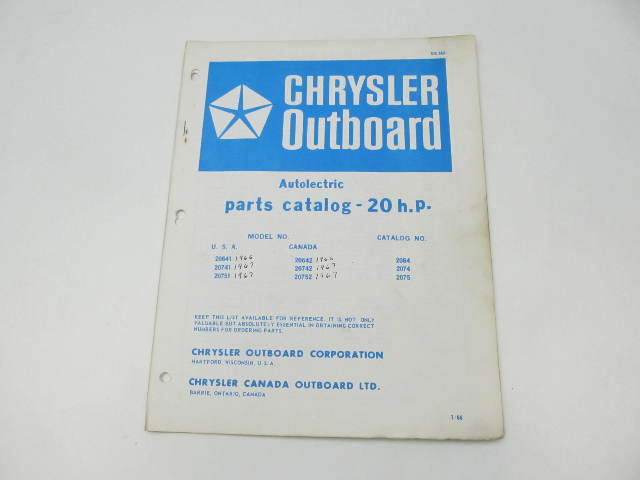 CHRYSLER
Outboard
Autolectric
parts catalog - 20 h.p.
MODEL NO. CATALOG NO.
U. S. A. CANADA
20641 1966 20642 1966 2064
20741 1967 20742 1967 2074
20751 1967 20752 1967 2075
KEEP THIS LIST AVAILABLE FOR REFERENCE. IT IS NOT ONLY
VALUABLE BUT ABSOLUTELY ESSENTIAL IN OBTAINING CORRECT
NUMBERS FOR ORDERING PARTS.
CHRYSLER OUTBOARD CORPORATION
HARTFORD, WISCONSIN, U. S. A.
CHRYSLER CANADA OUTBOARD LTD.
BARRIE, ONTARIO, CANADA